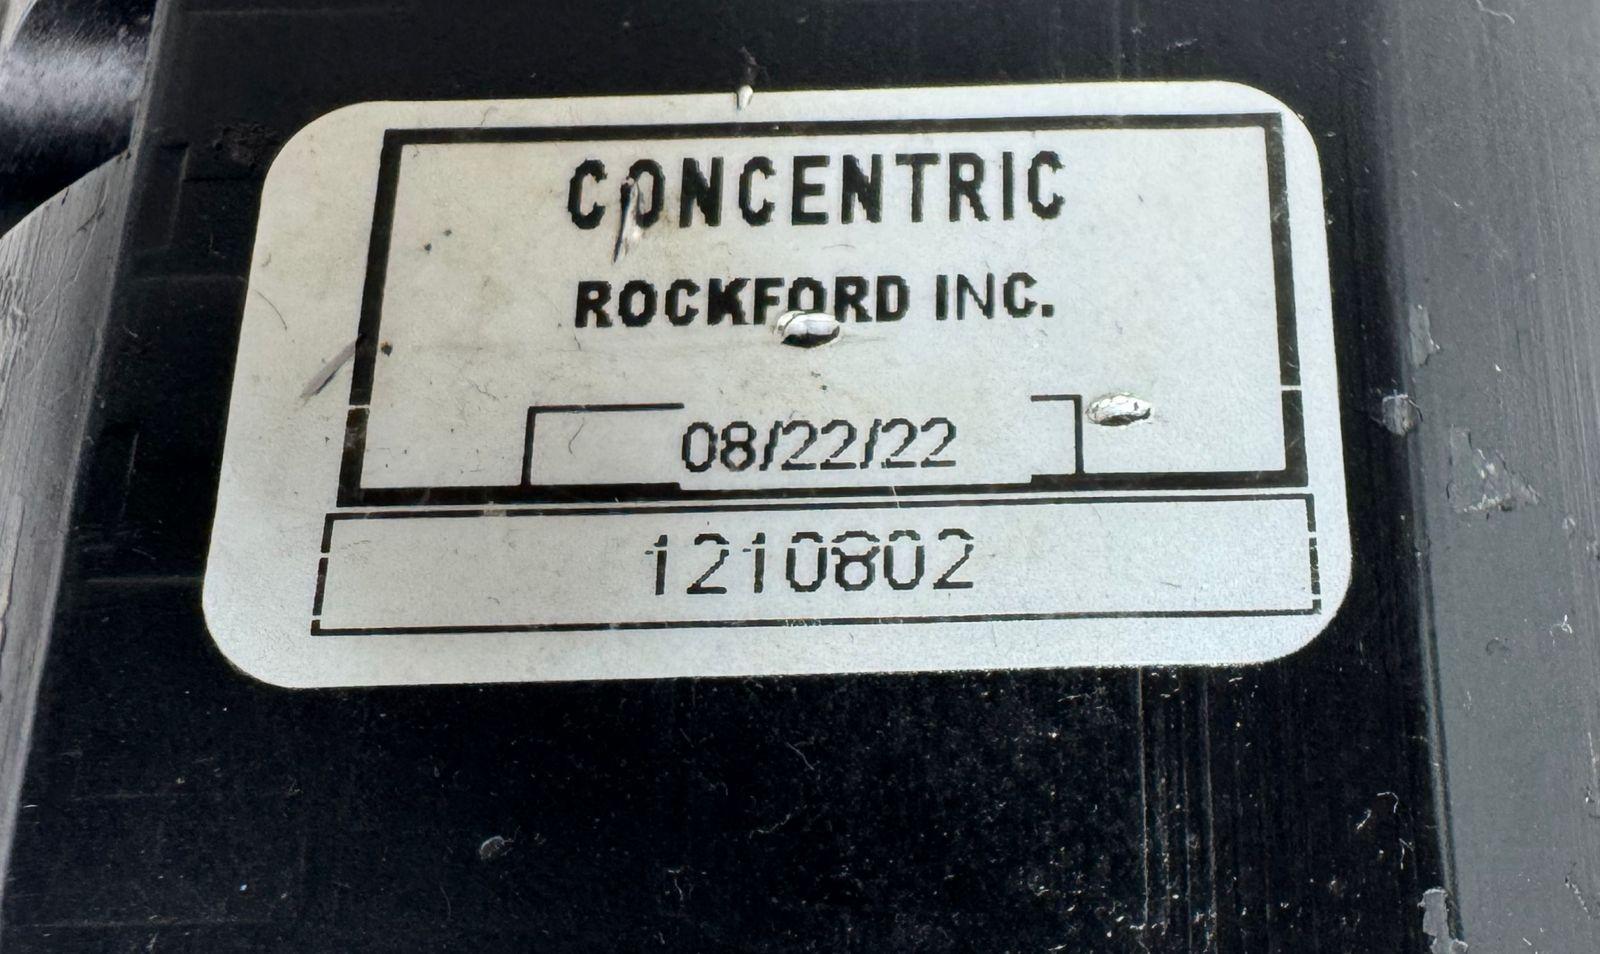 CONCENTRIC
ROCKFORD INC.
08/22/22
1210802